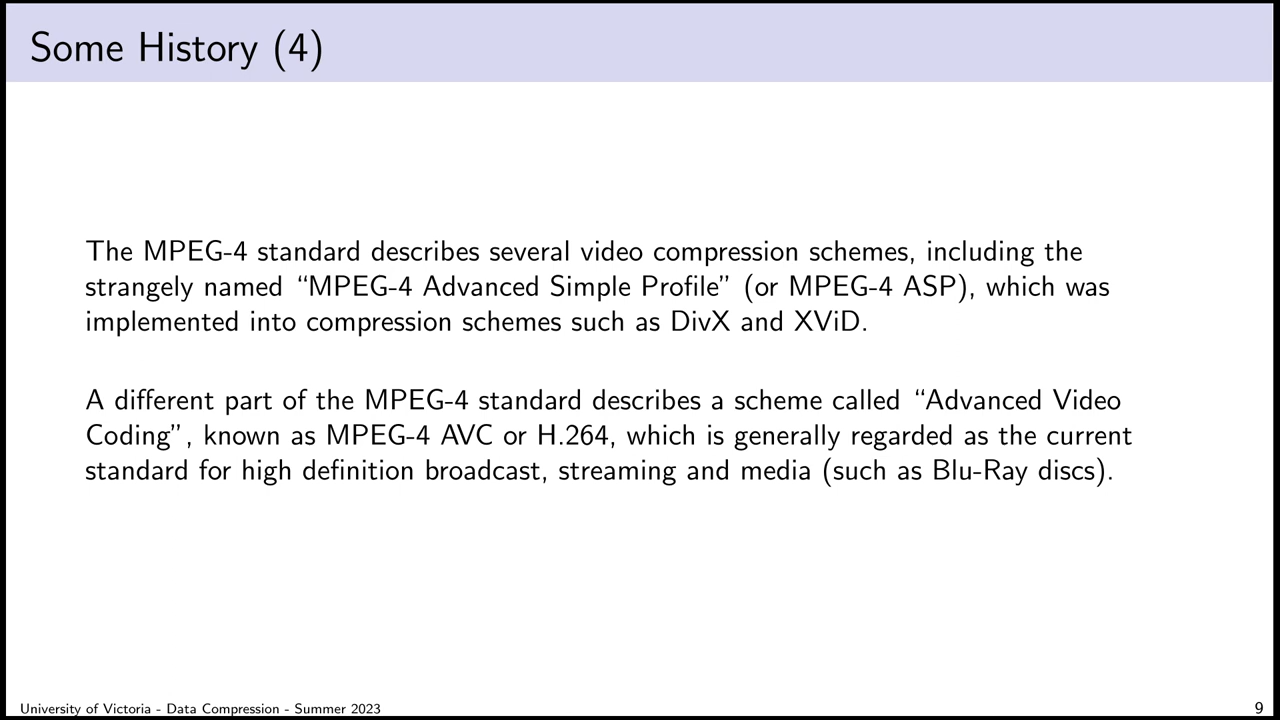 Some History (4)
The MPEG-4 standard describes several video compression schemes, including the
strangely named “MPEG-4 Advanced Simple Profile” (or MPEG-4 ASP), which was
implemented into compression schemes such as DivX and XViD.
A different part of the MPEG-4 standard describes a scheme called “Advanced Video
Coding”, known as MPEG-4 AVC or H.264, which is generally regarded as the current
standard for high definition broadcast, streaming and media (such as Blu-Ray discs).
University of Victoria - Data Compression - Summer 2023
9